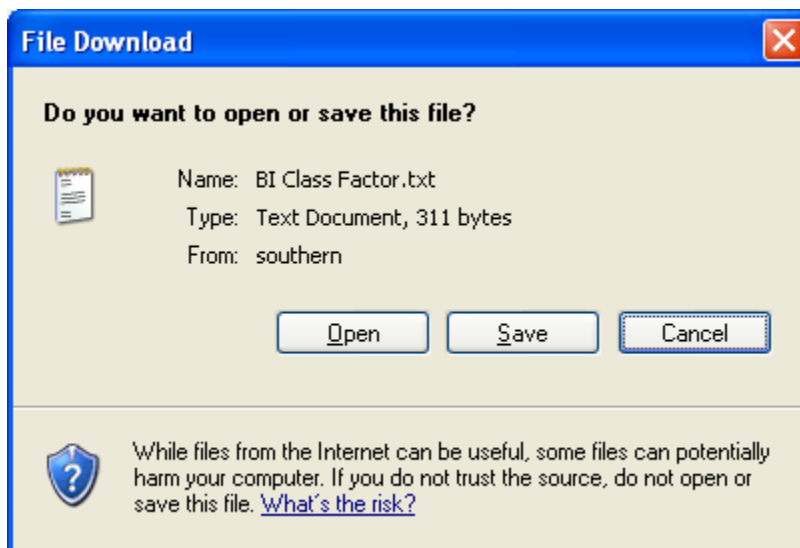 File Download
Do you want to open or save this file?
Name: BI Class Factor.txt
Type: Text Document, 311 bytes
From: southern
Open Save Cancel
While files from the Internet can be useful, some files can potentially
harm your computer. If you do not trust the source, do not open or
save this file. What's the risk?